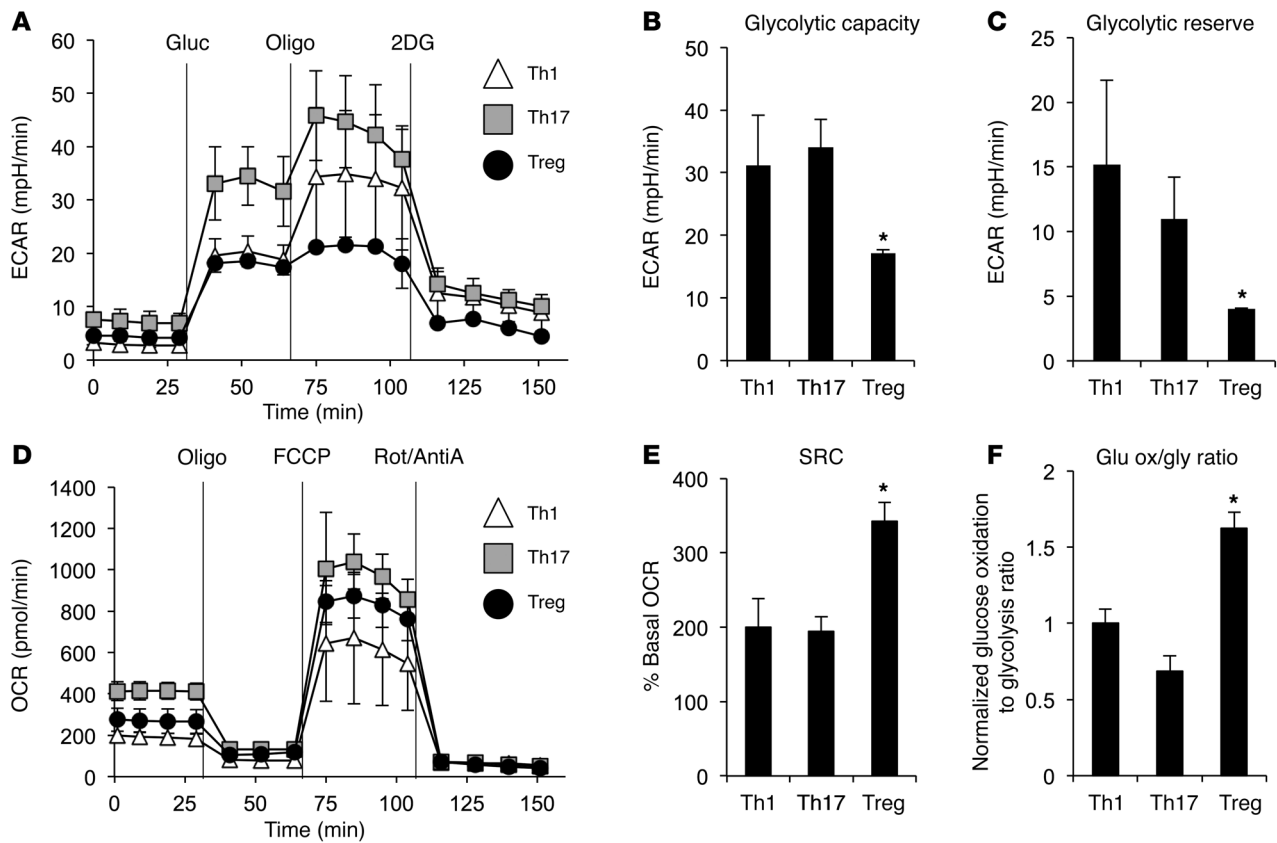 A
Gluc
Oligo
2DG
ECAR (mpH/min)
60
50
40
30
20
10
0
0
25
50
75
100
125
150
Time (min)
Th1
Th17
Treg
B
Glycolytic capacity
ECAR (mpH/min)
50
40
30
20
10
0
Th1
Th17
Treg
*
C
Glycolytic reserve
ECAR (mpH/min)
25
20
15
10
5
0
Th1
Th17
Treg
*
D
Oligo
FCCP
Rot/AntiA
OCR (pmol/min)
1400
1280
1000
800
600
400
200
0
0
25
50
75
100
125
150
Time (min)
Th1
Th17
Treg
E
SRC
% Basal OCR
400
300
200
100
0
Th1
Th17
Treg
*
F
Glu ox/gly ratio
Normalized glucose oxidation
to glycolysis ratio
2
1.5
1
0.5
0
Th1
Th17
Treg
*